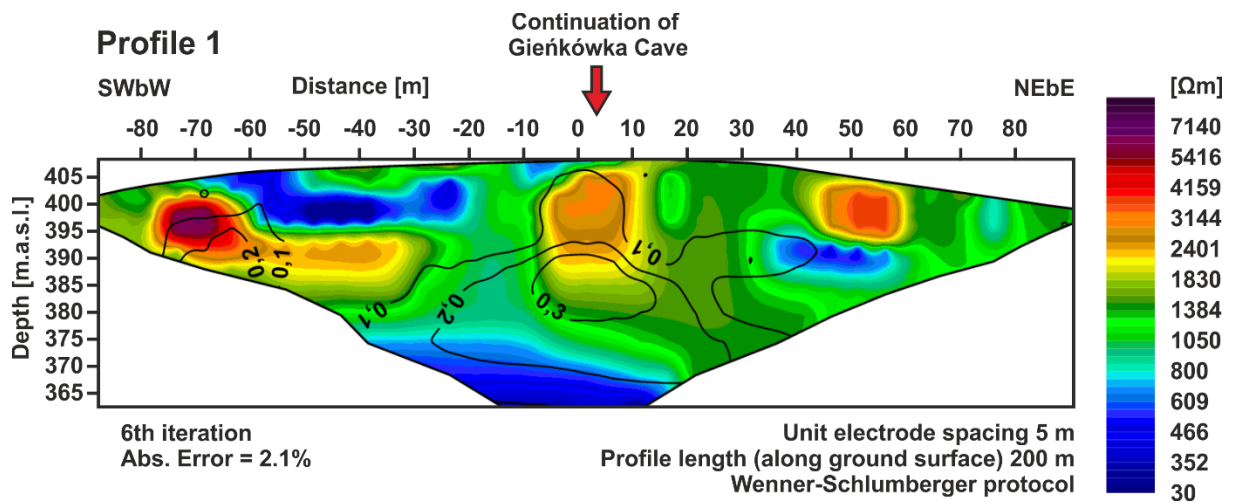 Continuation of
Gieńkówka Cave
Profile 1
SWbW
Distance [m]
NEbE
[Ωm]
-80 -70 -60 -50 -40 -30 -20 -10 0 10 20 30 40 50 60 70 80
Depth [m.a.s.l.]
405
400
395
390
385
380
375
370
365
0,2
0,1
0,1
0,2
0,3
0,1
7140
5416
4159
3144
2401
1830
1384
1050
800
609
466
352
30
6th iteration
Abs. Error = 2.1%
Unit electrode spacing 5 m
Profile length (along ground surface) 200 m
Wenner-Schlumberger protocol